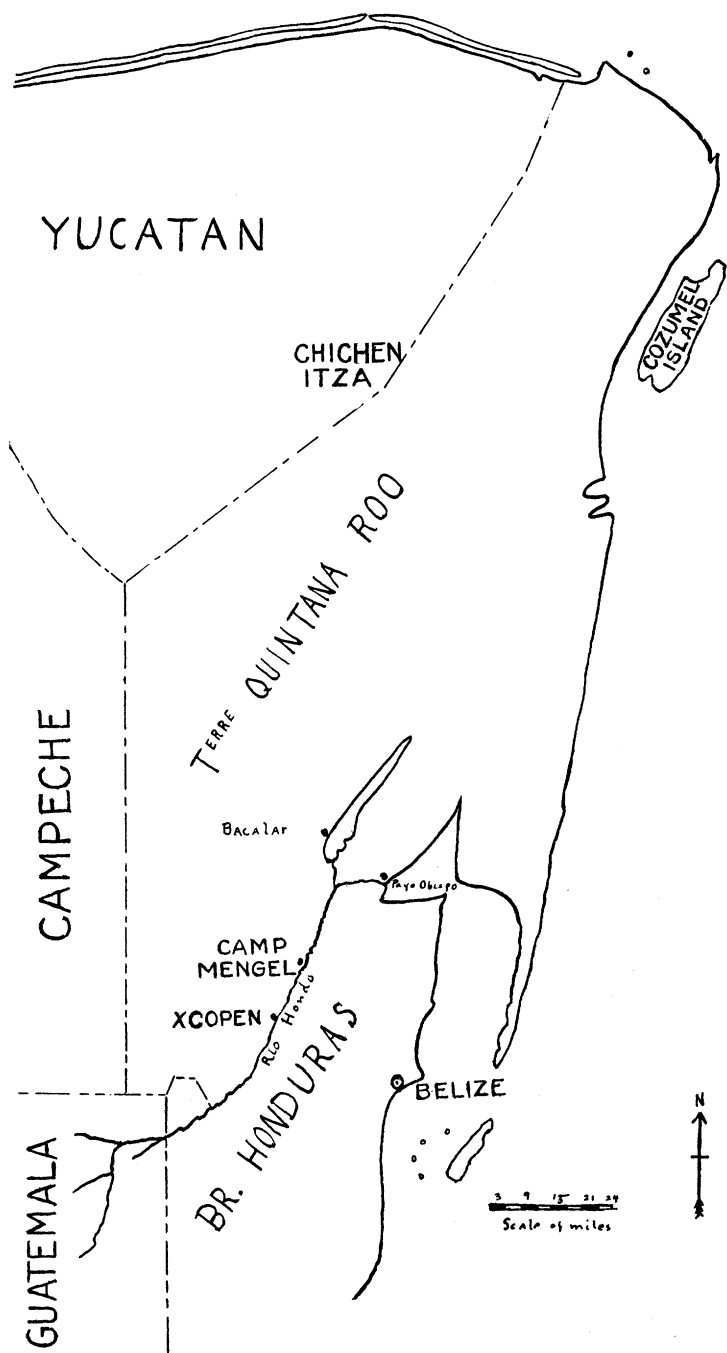 YUCATAN
COZUMEL
ISLAND
CHICHEN
ITZA
TERRE QUINTANA ROO
CAMPECHE
BACALAR
Payo Obispo
CAMP
MENGEL
XCOPEN
Rio Hondo
BR. HONDURAS
BELIZE
GUATEMALA
N
3 9 15 21 24
Scale of miles